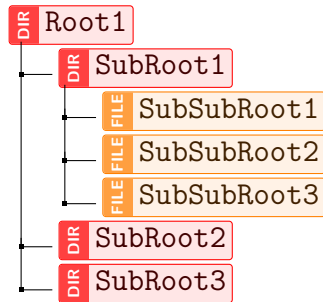 DIR Root1
DIR SubRoot1
FILE SubSubRoot1
FILE SubSubRoot2
FILE SubSubRoot3
DIR SubRoot2
DIR SubRoot3